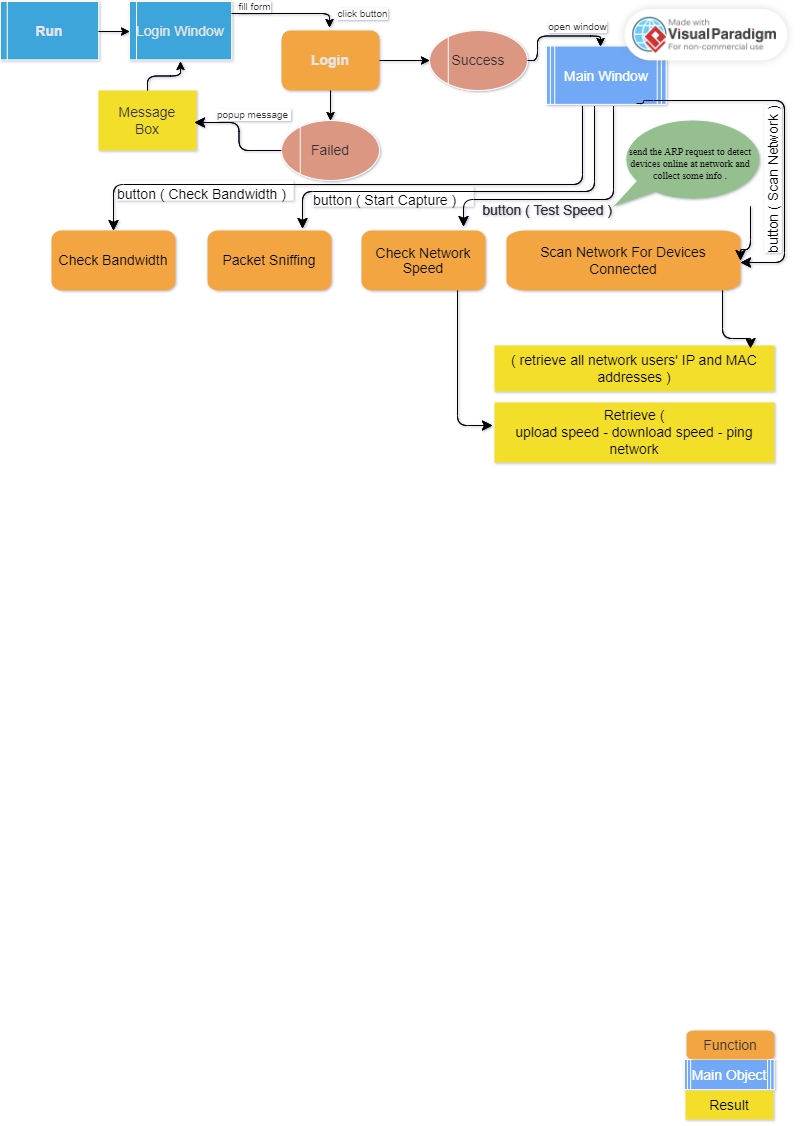 Run
Login Window
fill form
click button
Login
Success
open window
Main Window
Made with
VisualParadigm
For non-commercial use
Message
Box
popup message
Failed
send the ARP request to detect
devices online at network and
collect some info .
button ( Scan Network )
button ( Check Bandwidth )
button ( Start Capture )
button ( Test Speed )
Check Bandwidth
Packet Sniffing
Check Network
Speed
Scan Network For Devices
Connected
( retrieve all network users' IP and MAC
addresses )
Retrieve (
upload speed - download speed - ping
network
Function
Main Object
Result